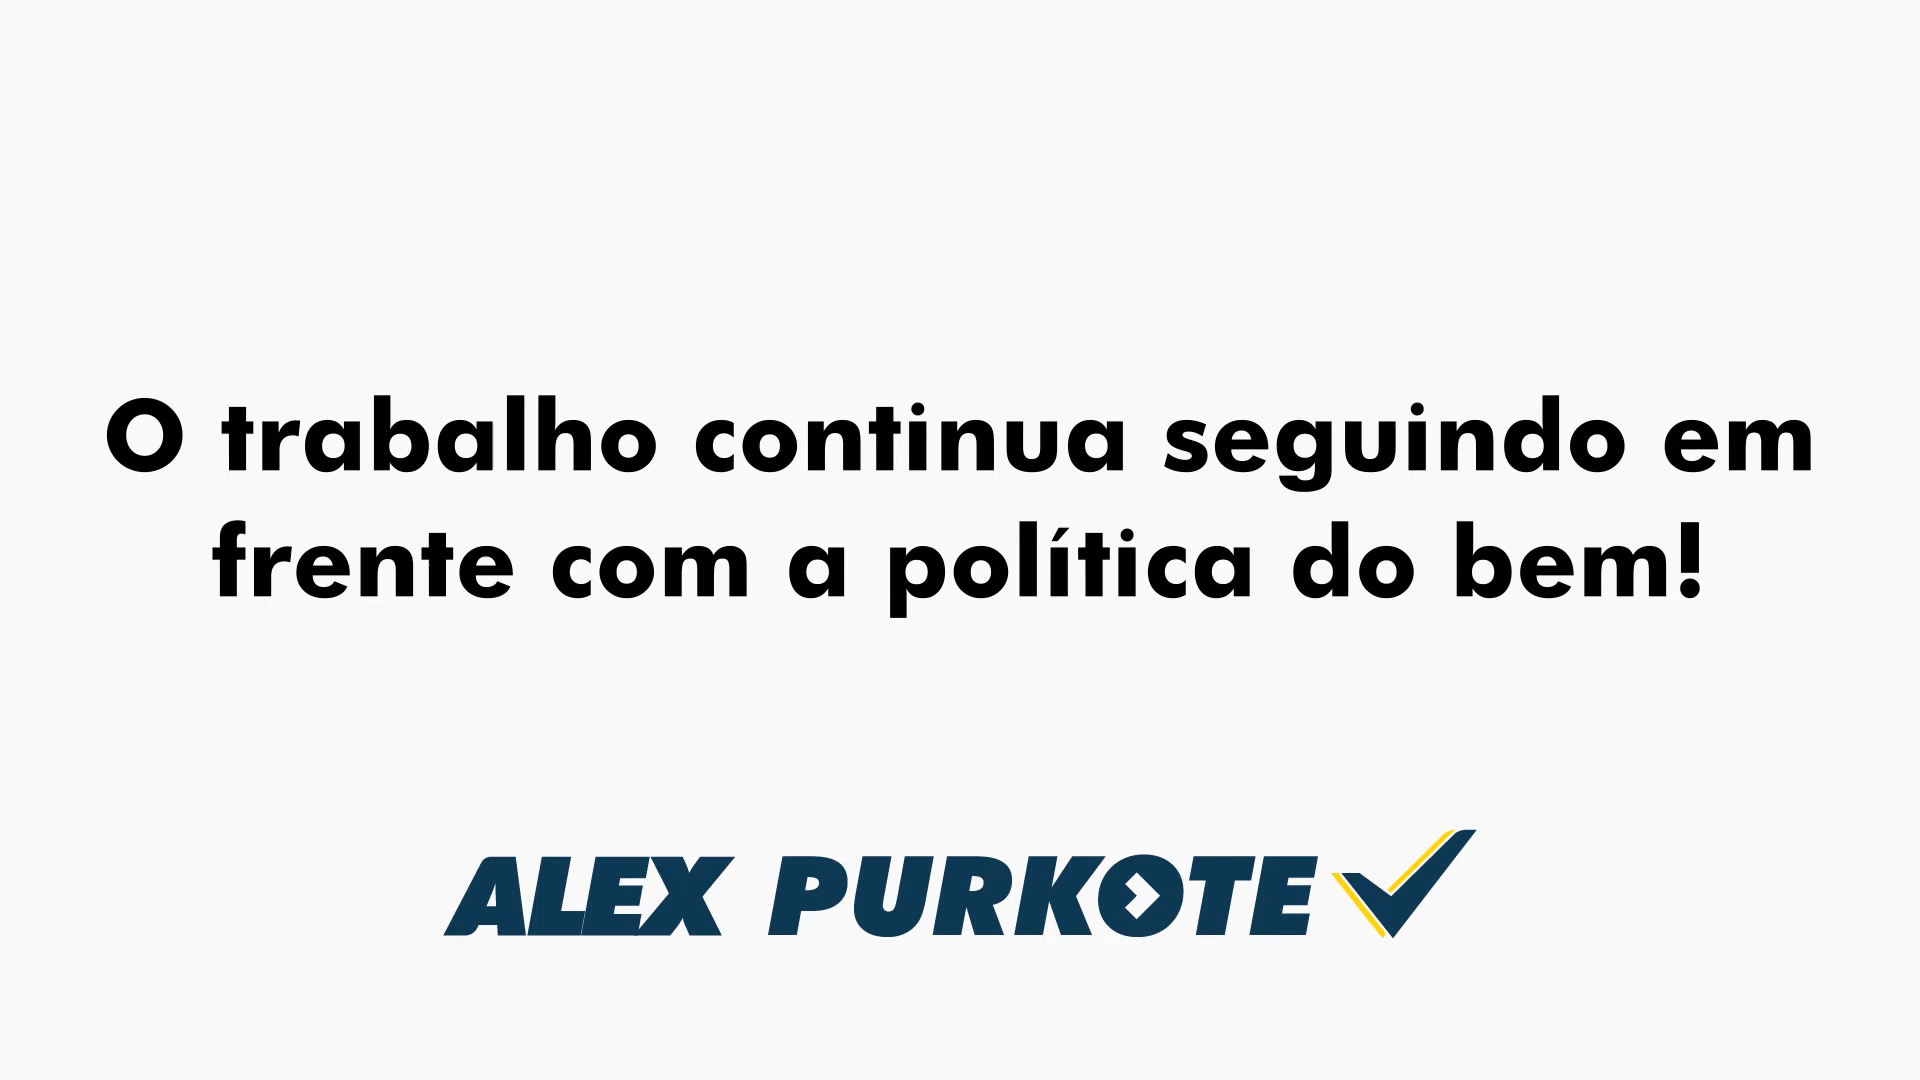 O trabalho continua seguindo em
frente com a política do bem!
ALEX PURKOTE